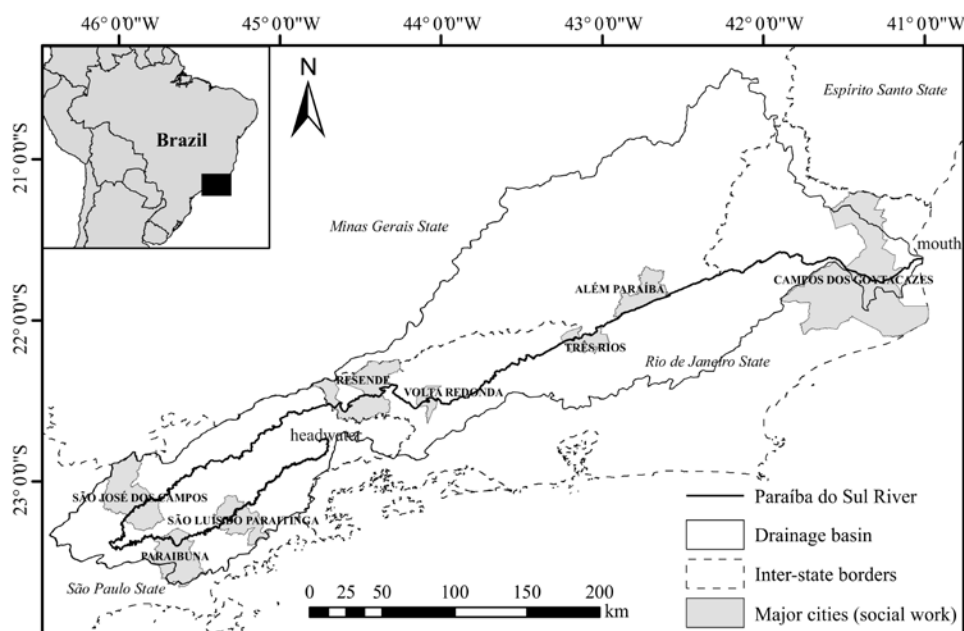 46°0'0"W 45°0'0"W 44°0'0"W 43°0'0"W 42°0'0"W 41°0'0"W
N
Brazil
Espírito Santo State
21°0'0"S
Minas Gerais State
mouth
CAMPOS DOS GOYTACAZES
ALÉM PARAÍBA
22°0'0"S
TRÊS RIOS
Rio de Janeiro State
RESENDE
VOLTA REDONDA
headwater
23°0'0"S
SÃO JOSÉ DOS CAMPOS
SÃO LUÍS DO PARAITINGA
PARAIBUNA
São Paulo State
Paraíba do Sul River
Drainage basin
Inter-state borders
Major cities (social work)
0 25 50 100 150 200
km